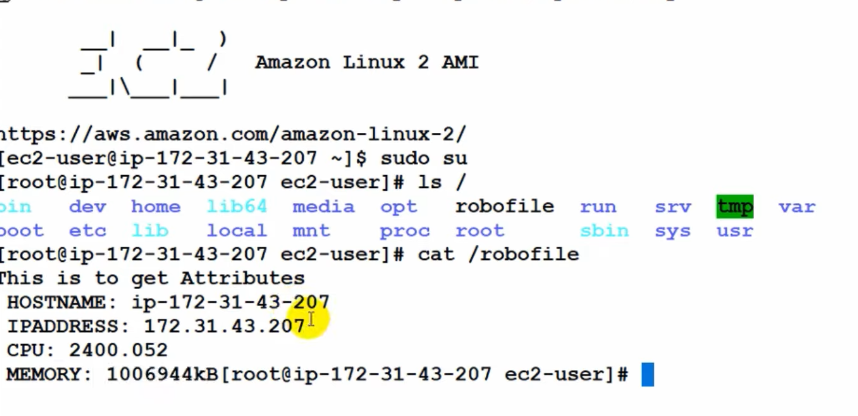 __|  __|_  )
_|  (     /   Amazon Linux 2 AMI
___|\___|___|
https://aws.amazon.com/amazon-linux-2/
[ec2-user@ip-172-31-43-207 ~]$ sudo su
[root@ip-172-31-43-207 ec2-user]# ls /
bin dev home lib64 media opt robofile run srv tmp var
boot etc lib local mnt proc root sbin sys usr
[root@ip-172-31-43-207 ec2-user]# cat /robofile
This is to get Attributes
HOSTNAME: ip-172-31-43-207
IPADDRESS: 172.31.43.207
CPU: 2400.052
MEMORY: 1006944kB[root@ip-172-31-43-207 ec2-user]#